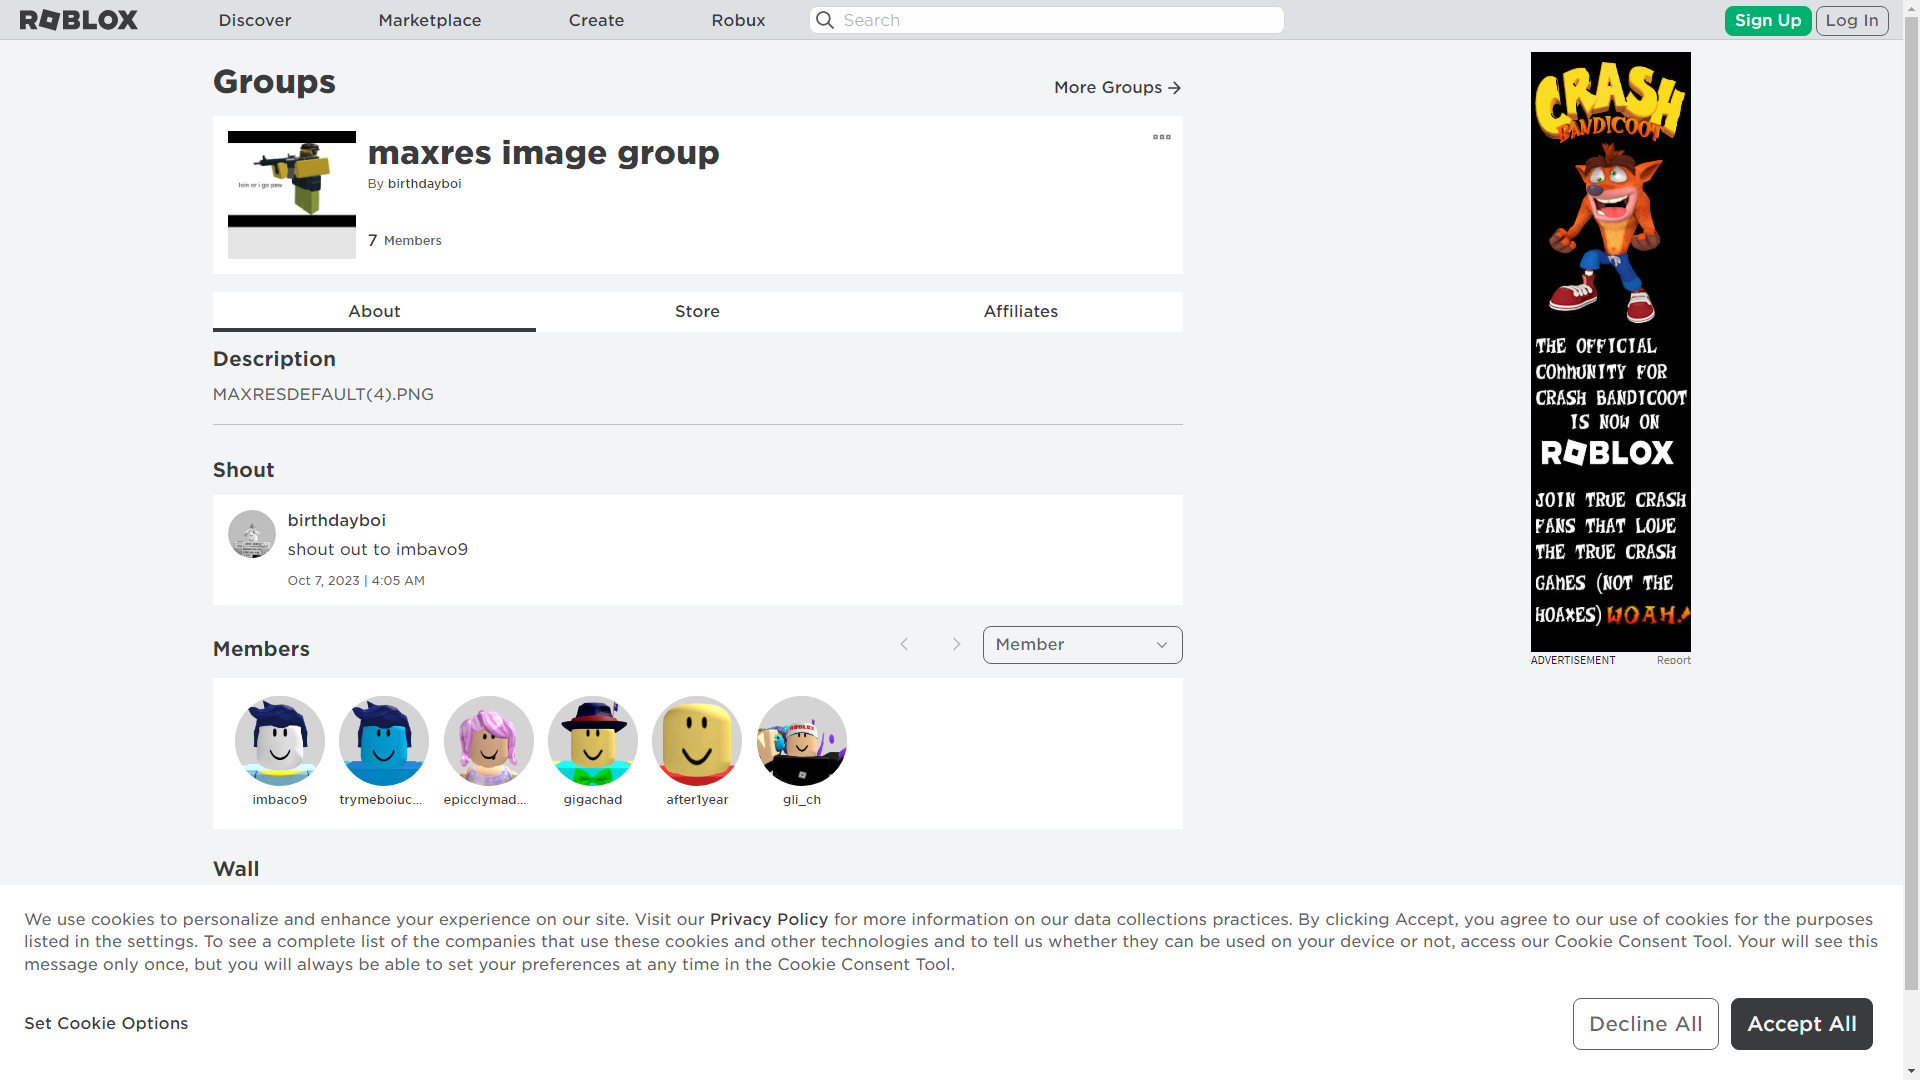 ROBLOX
Discover
Marketplace
Create
Robux
Search
Sign Up
Log In
Groups
More Groups
Join or i go pew
maxres image group
By birthdayboi
7 Members
About
Store
Affiliates
Description
MAXRESDEFAULT(4).PNG
Shout
birthdayboi
shout out to imbavo9
Oct 7, 2023 | 4:05 AM
Members
Member
imbaco9
trymeboiuc...
epicclymad...
gigachad
after1year
gli_ch
Wall
CRASH
BANDICOOT
THE OFFICIAL
COMMUNITY FOR
CRASH BANDICOOT
IS NOW ON
ROBLOX
JOIN TRUE CRASH
FANS THAT LOVE
THE TRUE CRASH
GAMES (NOT THE
HOAXES) WOAH!
ADVERTISEMENT
Report
We use cookies to personalize and enhance your experience on our site. Visit our Privacy Policy for more information on our data collections practices. By clicking Accept, you agree to our use of cookies for the purposes
listed in the settings. To see a complete list of the companies that use these cookies and other technologies and to tell us whether they can be used on your device or not, access our Cookie Consent Tool. Your will see this
message only once, but you will always be able to set your preferences at any time in the Cookie Consent Tool.
Set Cookie Options
Decline All
Accept All